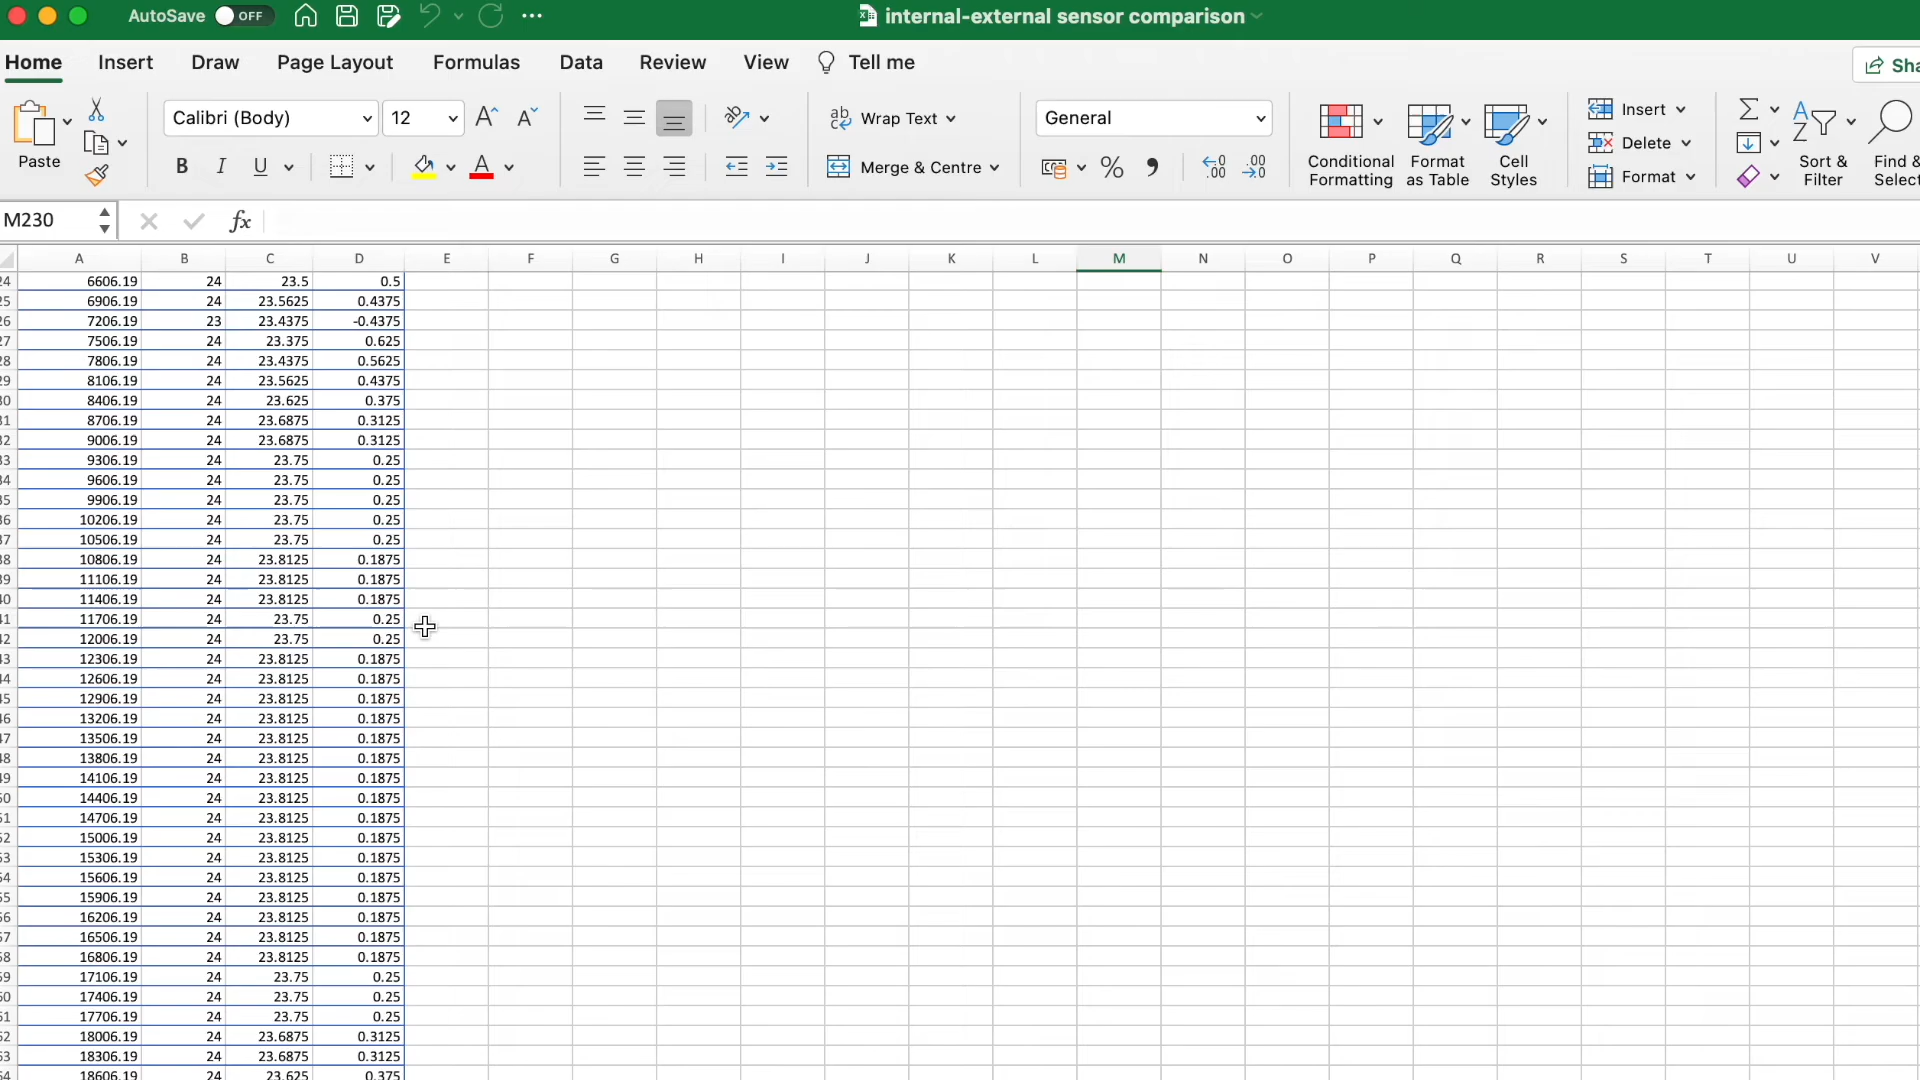 AutoSave OFF internal-external sensor comparison
Home Insert Draw Page Layout Formulas Data Review View Tell me Sha
Paste Calibri (Body) 12 Wrap Text General Insert
B I U Merge & Centre Conditional Formatting Format as Table Cell Styles Delete Format Sort & Filter Find & Select
M230 fx
A B C D E F G H I J K L M N O P Q R S T U V
24 6606.19 24 23.5 0.5
25 6906.19 24 23.5625 0.4375
26 7206.19 23 23.4375 -0.4375
27 7506.19 24 23.375 0.625
28 7806.19 24 23.4375 0.5625
29 8106.19 24 23.5625 0.4375
30 8406.19 24 23.625 0.375
31 8706.19 24 23.6875 0.3125
32 9006.19 24 23.6875 0.3125
33 9306.19 24 23.75 0.25
34 9606.19 24 23.75 0.25
35 9906.19 24 23.75 0.25
36 10206.19 24 23.75 0.25
37 10506.19 24 23.75 0.25
38 10806.19 24 23.8125 0.1875
39 11106.19 24 23.8125 0.1875
40 11406.19 24 23.8125 0.1875
41 11706.19 24 23.75 0.25
42 12006.19 24 23.75 0.25
43 12306.19 24 23.8125 0.1875
44 12606.19 24 23.8125 0.1875
45 12906.19 24 23.8125 0.1875
46 13206.19 24 23.8125 0.1875
47 13506.19 24 23.8125 0.1875
48 13806.19 24 23.8125 0.1875
49 14106.19 24 23.8125 0.1875
50 14406.19 24 23.8125 0.1875
51 14706.19 24 23.8125 0.1875
52 15006.19 24 23.8125 0.1875
53 15306.19 24 23.8125 0.1875
54 15606.19 24 23.8125 0.1875
55 15906.19 24 23.8125 0.1875
56 16206.19 24 23.8125 0.1875
57 16506.19 24 23.8125 0.1875
58 16806.19 24 23.8125 0.1875
59 17106.19 24 23.75 0.25
60 17406.19 24 23.75 0.25
61 17706.19 24 23.75 0.25
62 18006.19 24 23.6875 0.3125
63 18306.19 24 23.6875 0.3125
64 18606.19 24 23.625 0.375